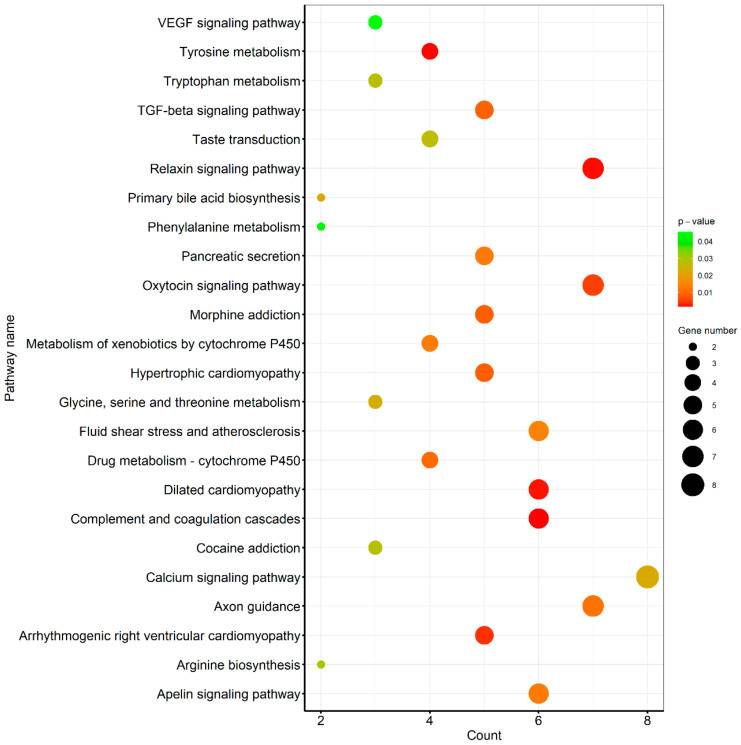 VEGF signaling pathway
Tyrosine metabolism
Tryptophan metabolism
TGF-beta signaling pathway
Taste transduction
Relaxin signaling pathway
Primary bile acid biosynthesis
Phenylalanine metabolism
Pancreatic secretion
Oxytocin signaling pathway
Morphine addiction
Metabolism of xenobiotics by cytochrome P450
Hypertrophic cardiomyopathy
Glycine, serine and threonine metabolism
Fluid shear stress and atherosclerosis
Drug metabolism - cytochrome P450
Dilated cardiomyopathy
Complement and coagulation cascades
Cocaine addiction
Calcium signaling pathway
Axon guidance
Arrhythmogenic right ventricular cardiomyopathy
Arginine biosynthesis
Apelin signaling pathway
Pathway name
2 4 6 8
Count
p – value
0.04
0.03
0.02
0.01
Gene number
2
3
4
5
6
7
8